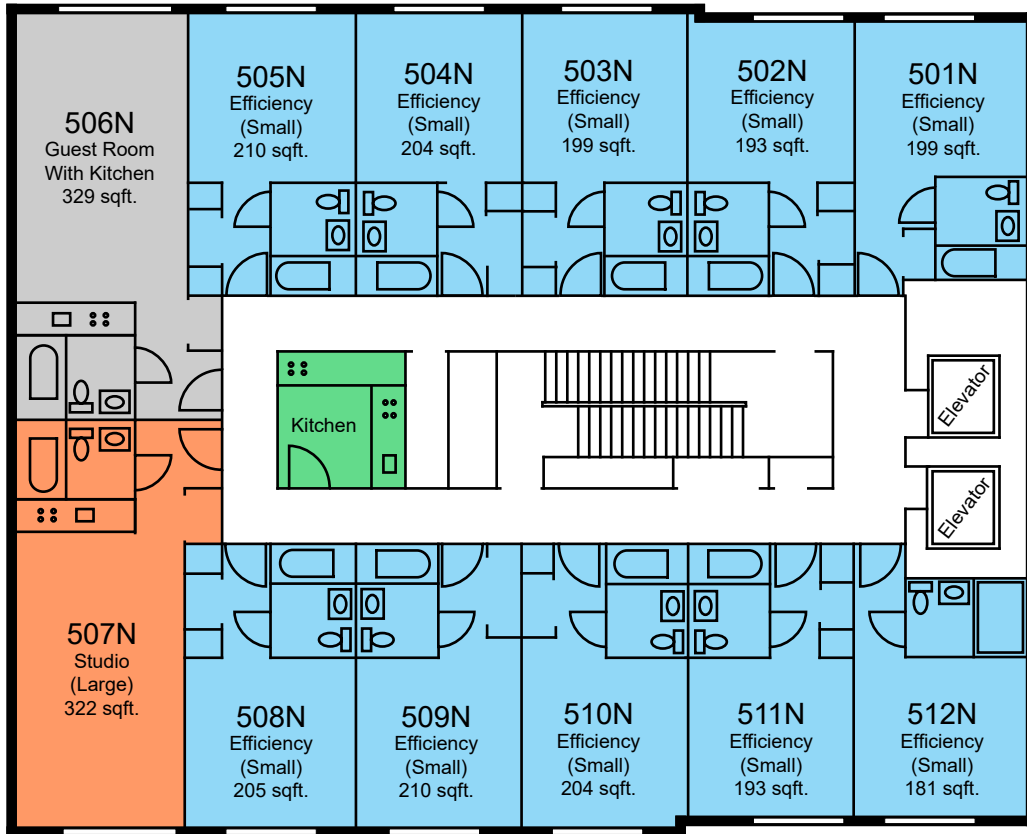 506N
Guest Room
With Kitchen
329 sqft.
505N
Efficiency
(Small)
210 sqft.
504N
Efficiency
(Small)
204 sqft.
503N
Efficiency
(Small)
199 sqft.
502N
Efficiency
(Small)
193 sqft.
501N
Efficiency
(Small)
199 sqft.
Kitchen
Elevator
Elevator
507N
Studio
(Large)
322 sqft.
508N
Efficiency
(Small)
205 sqft.
509N
Efficiency
(Small)
210 sqft.
510N
Efficiency
(Small)
204 sqft.
511N
Efficiency
(Small)
193 sqft.
512N
Efficiency
(Small)
181 sqft.